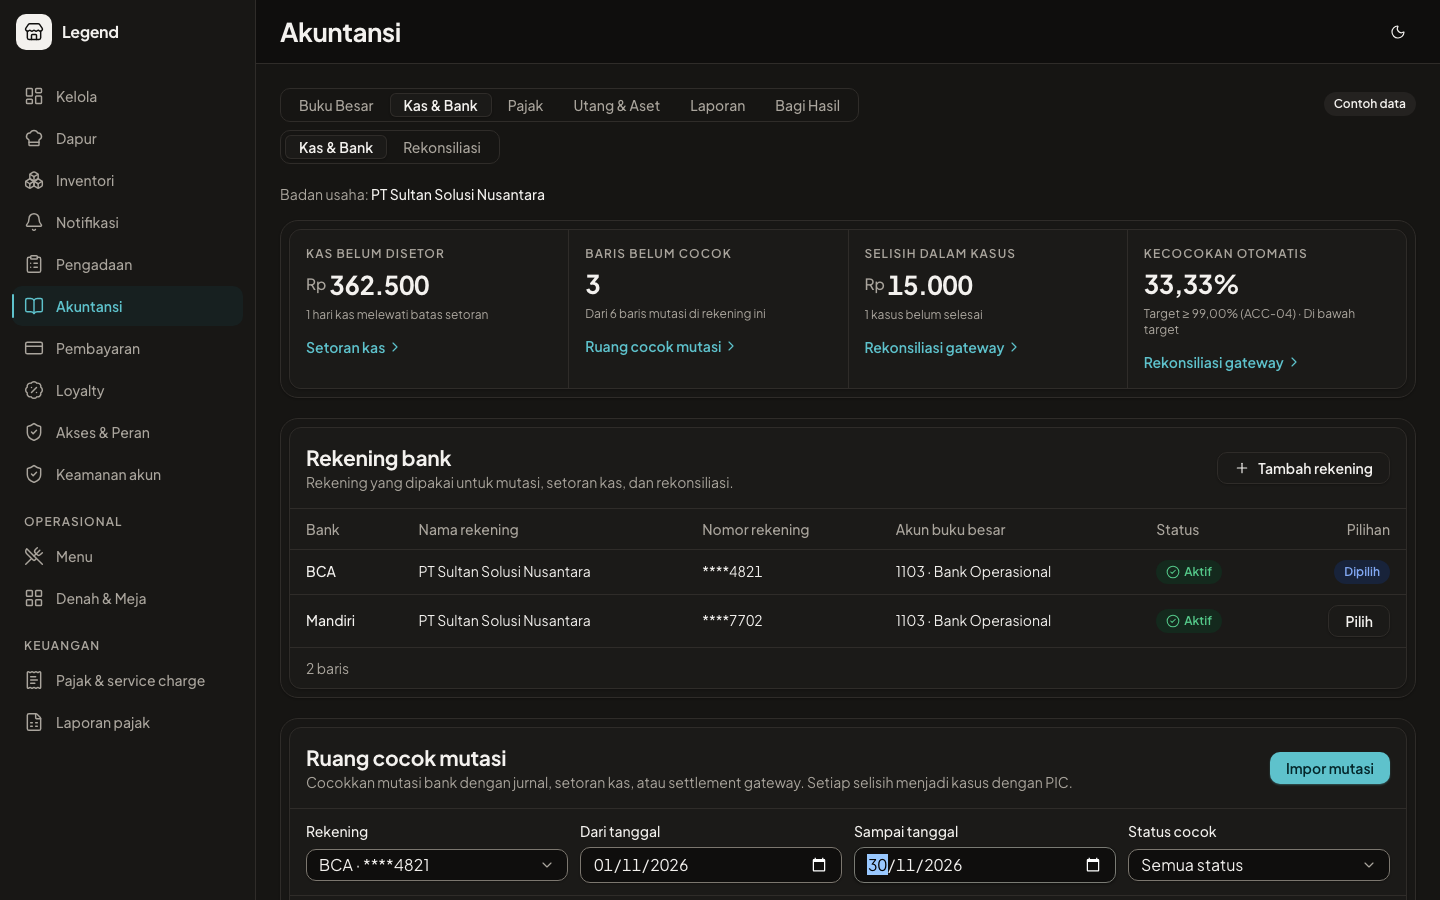 Legend
Akuntansi
Kelola
Dapur
Inventori
Notifikasi
Pengadaan
Akuntansi
Pembayaran
Loyalty
Akses & Peran
Keamanan akun
OPERASIONAL
Menu
Denah & Meja
KEUANGAN
Pajak & service charge
Laporan pajak
Buku Besar Kas & Bank Pajak Utang & Aset Laporan Bagi Hasil
Contoh data
Kas & Bank Rekonsiliasi
Badan usaha: PT Sultan Solusi Nusantara
KAS BELUM DISETOR
Rp 362.500
1 hari kas melewati batas setoran
Setoran kas
BARIS BELUM COCOK
3
Dari 6 baris mutasi di rekening ini
Ruang cocok mutasi
SELISIH DALAM KASUS
Rp 15.000
1 kasus belum selesai
Rekonsiliasi gateway
KECOCOKAN OTOMATIS
33,33%
Target ≥ 99,00% (ACC-04) · Di bawah
target
Rekonsiliasi gateway
Rekening bank
Rekening yang dipakai untuk mutasi, setoran kas, dan rekonsiliasi.
Tambah rekening
Bank Nama rekening Nomor rekening Akun buku besar Status Pilihan
BCA PT Sultan Solusi Nusantara ****4821 1103 · Bank Operasional Aktif Dipilih
Mandiri PT Sultan Solusi Nusantara ****7702 1103 · Bank Operasional Aktif Pilih
2 baris
Ruang cocok mutasi
Cocokkan mutasi bank dengan jurnal, setoran kas, atau settlement gateway. Setiap selisih menjadi kasus dengan PIC.
Impor mutasi
Rekening Dari tanggal Sampai tanggal Status cocok
BCA · ****4821 01/11/2026 30/11/2026 Semua status